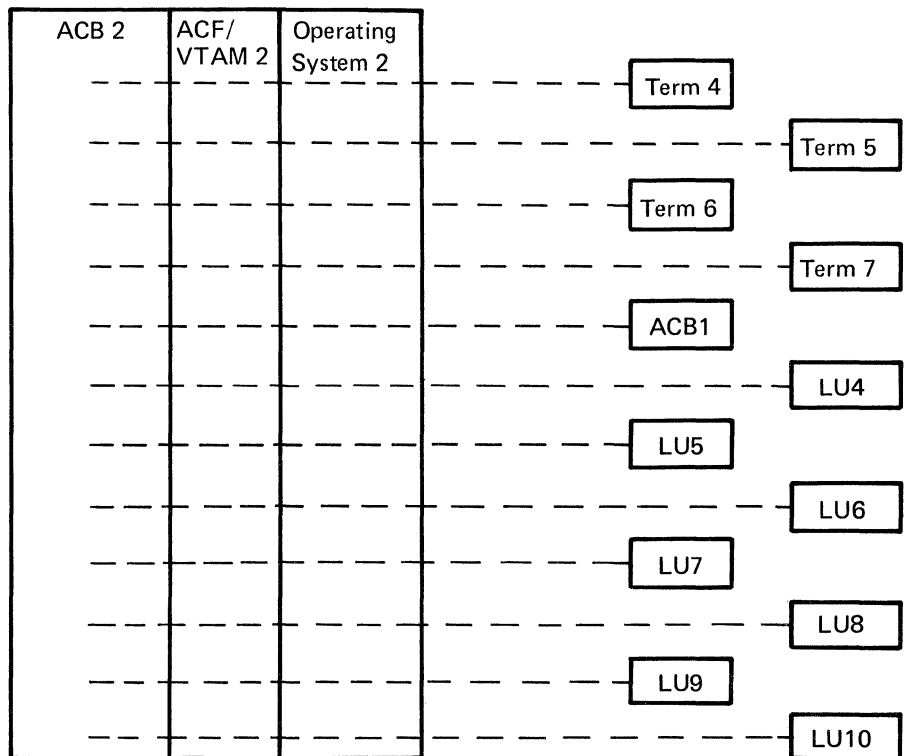 ACB 2
ACF/
VTAM 2
Operating
System 2
Term 4
Term 5
Term 6
Term 7
ACB1
LU4
LU5
LU6
LU7
LU8
LU9
LU10